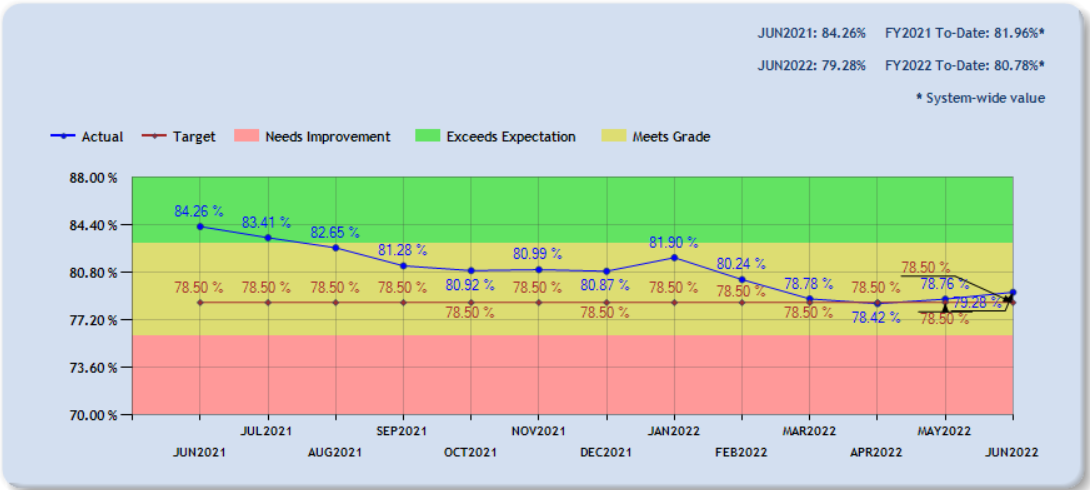 JUN2021: 84.26% FY2021 To-Date: 81.96%*
JUN2022: 79.28% FY2022 To-Date: 80.78%*
* System-wide value
Actual Target Needs Improvement Exceeds Expectation Meets Grade
88.00 %
84.40 %
80.80 %
77.20 %
73.60 %
70.00 %
84.26 % 83.41 % 82.65 % 81.28 % 80.92 % 80.99 % 80.87 % 81.90 % 80.24 % 78.78 % 78.42 % 78.76 % 79.28 %
78.50 % 78.50 % 78.50 % 78.50 % 78.50 % 78.50 % 78.50 % 78.50 % 78.50 % 78.50 % 78.50 % 78.50 % 78.50 %
JUN2021 JUL2021 AUG2021 SEP2021 OCT2021 NOV2021 DEC2021 JAN2022 FEB2022 MAR2022 APR2022 MAY2022 JUN2022